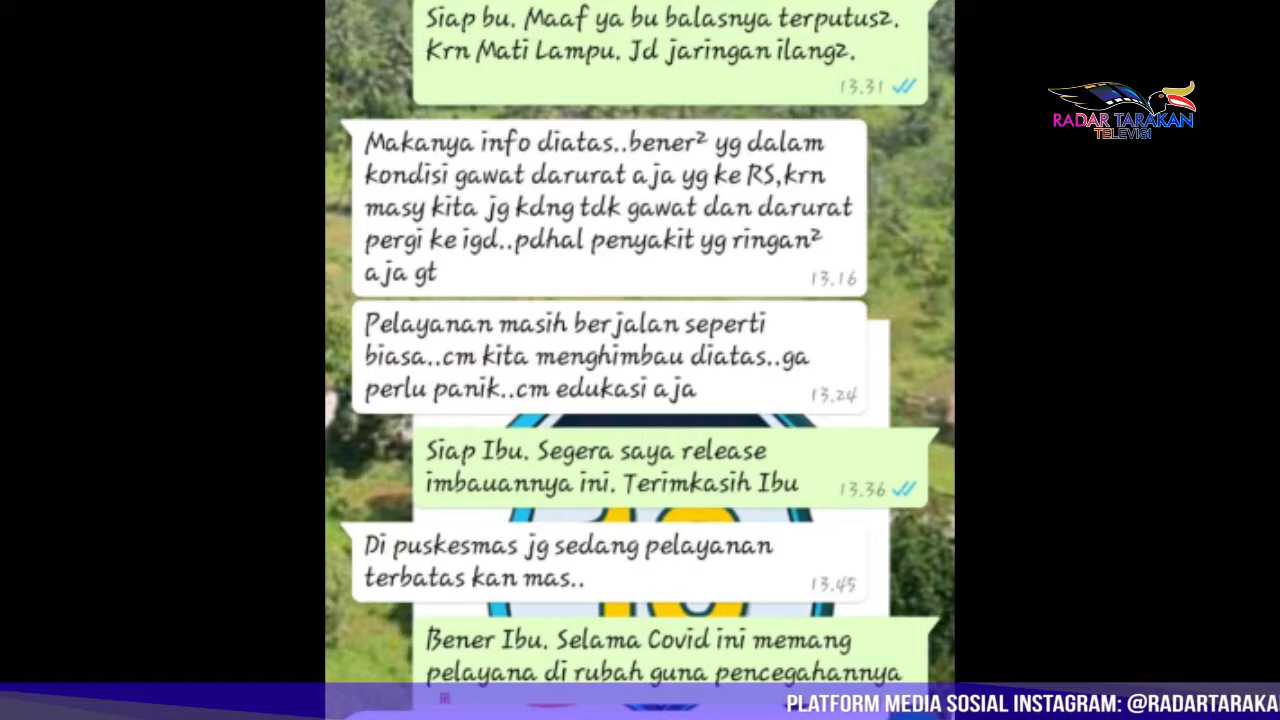 Siap bu. Maaf ya bu balasnya terputus2.
Krn Mati Lampu. Jd jaringan ilang2.
13.31
RADAR TARAKAN
TELEVISI
Makanya info diatas..bener² yg dalam
kondisi gawat darurat aja yg ke RS,krn
masy kita jg kdng tdk gawat dan darurat
pergi ke igd..pdhal penyakit yg ringan²
aja gt
13.16
Pelayanan masih berjalan seperti
biasa..cm kita menghimbau diatas..ga
perlu panik..cm edukasi aja
13.24
Siap Ibu. Segera saya release
imbauannya ini. Terimkasih Ibu
13.36
Di puskesmas jg sedang pelayanan
terbatas kan mas..
13.45
Bener Ibu. Selama Covid ini memang
pelayana di rubah guna pencegahannya
PLATFORM MEDIA SOSIAL INSTAGRAM: @RADARTARAKA